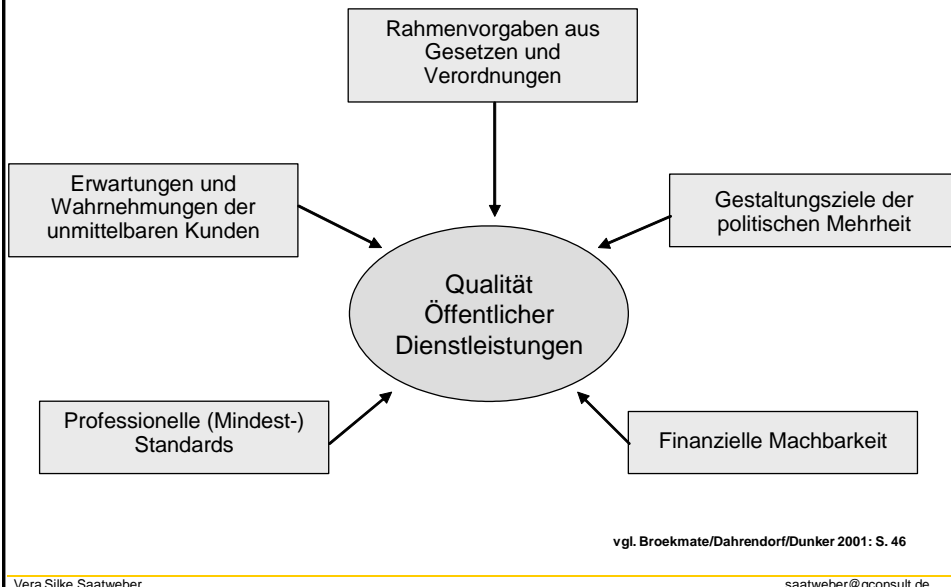 Rahmenvorgaben aus
Gesetzen und
Verordnungen
Erwartungen und
Wahrnehmungen der
unmittelbaren Kunden
Gestaltungsziele der
politischen Mehrheit
Qualität
Öffentlicher
Dienstleistungen
Professionelle (Mindest-)
Standards
Finanzielle Machbarkeit
vgl. Broekmate/Dahrendorf/Dunker 2001: S. 46
Vera Silke Saatweber
saatweber@gconsult.de